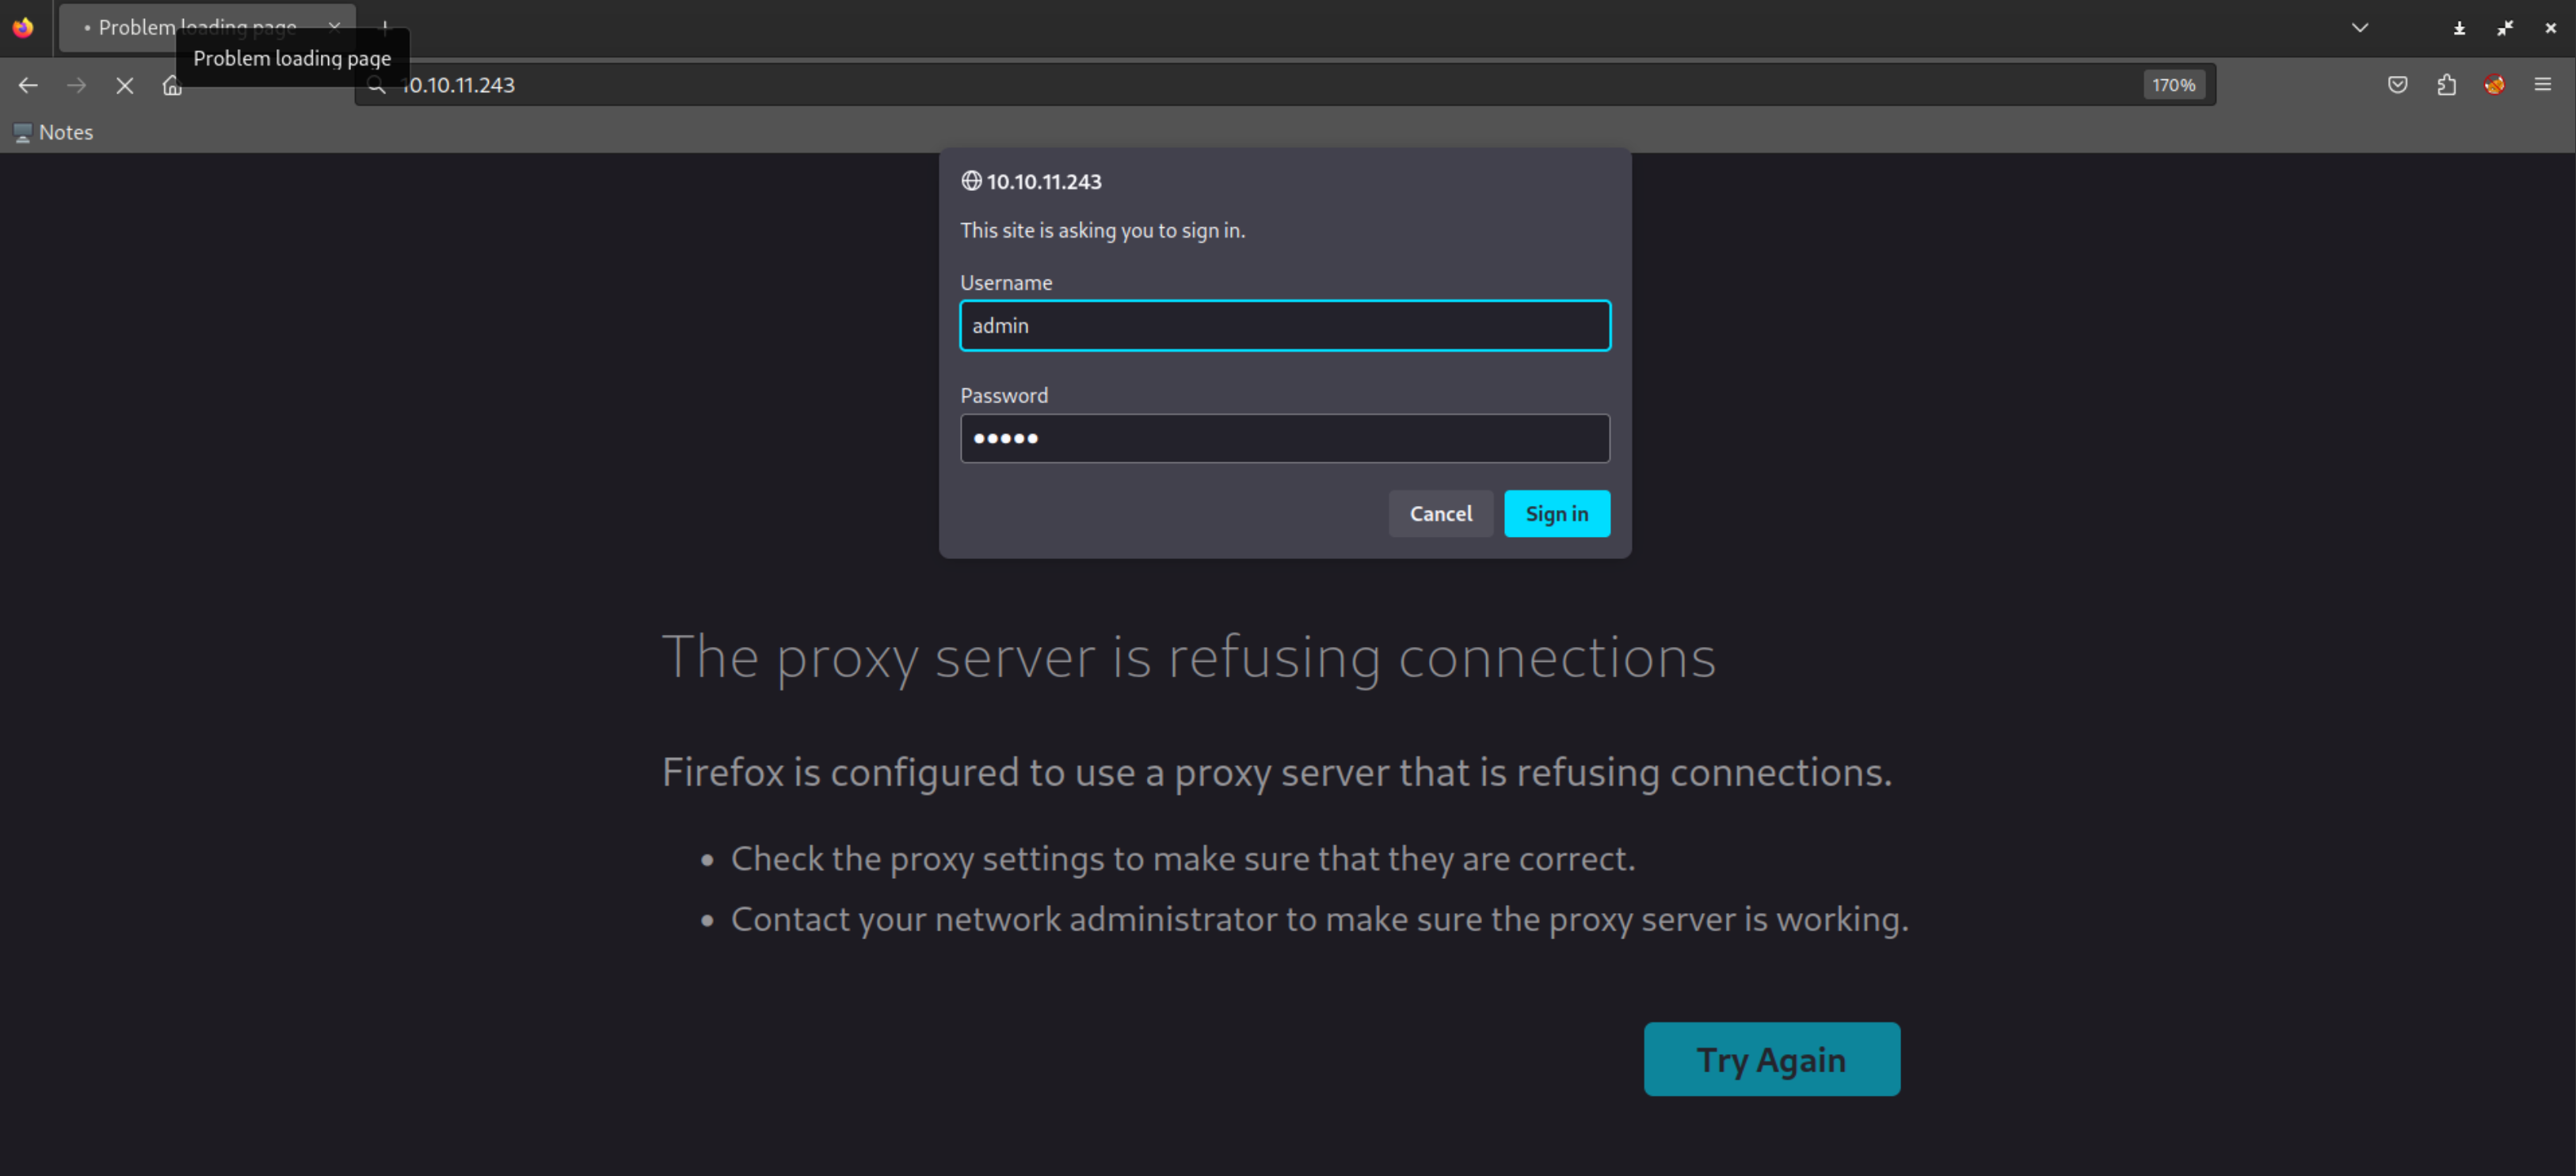 Problem loading page
Problem loading page
10.10.11.243
170%
Notes
10.10.11.243
This site is asking you to sign in.
Username
admin
Password
•••••
Cancel Sign in
The proxy server is refusing connections
Firefox is configured to use a proxy server that is refusing connections.
• Check the proxy settings to make sure that they are correct.
• Contact your network administrator to make sure the proxy server is working.
Try Again